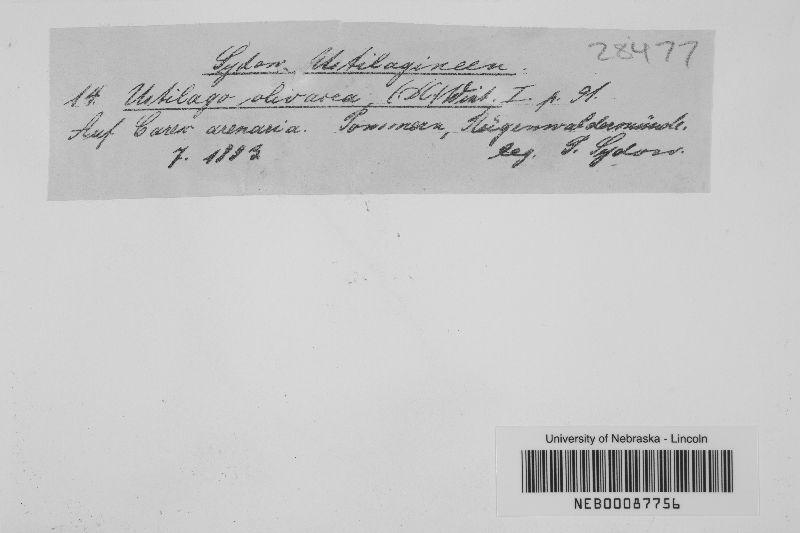 28477
Sydow. Ustilagineen.
14. Ustilago olivacea, (DC) Wint. I. p. 91.
Auf Carex arenaria. Pommern, Rügenwaldermünde.
7. 1893 leg. P. Sydow.
University of Nebraska - Lincoln
NEB00087756